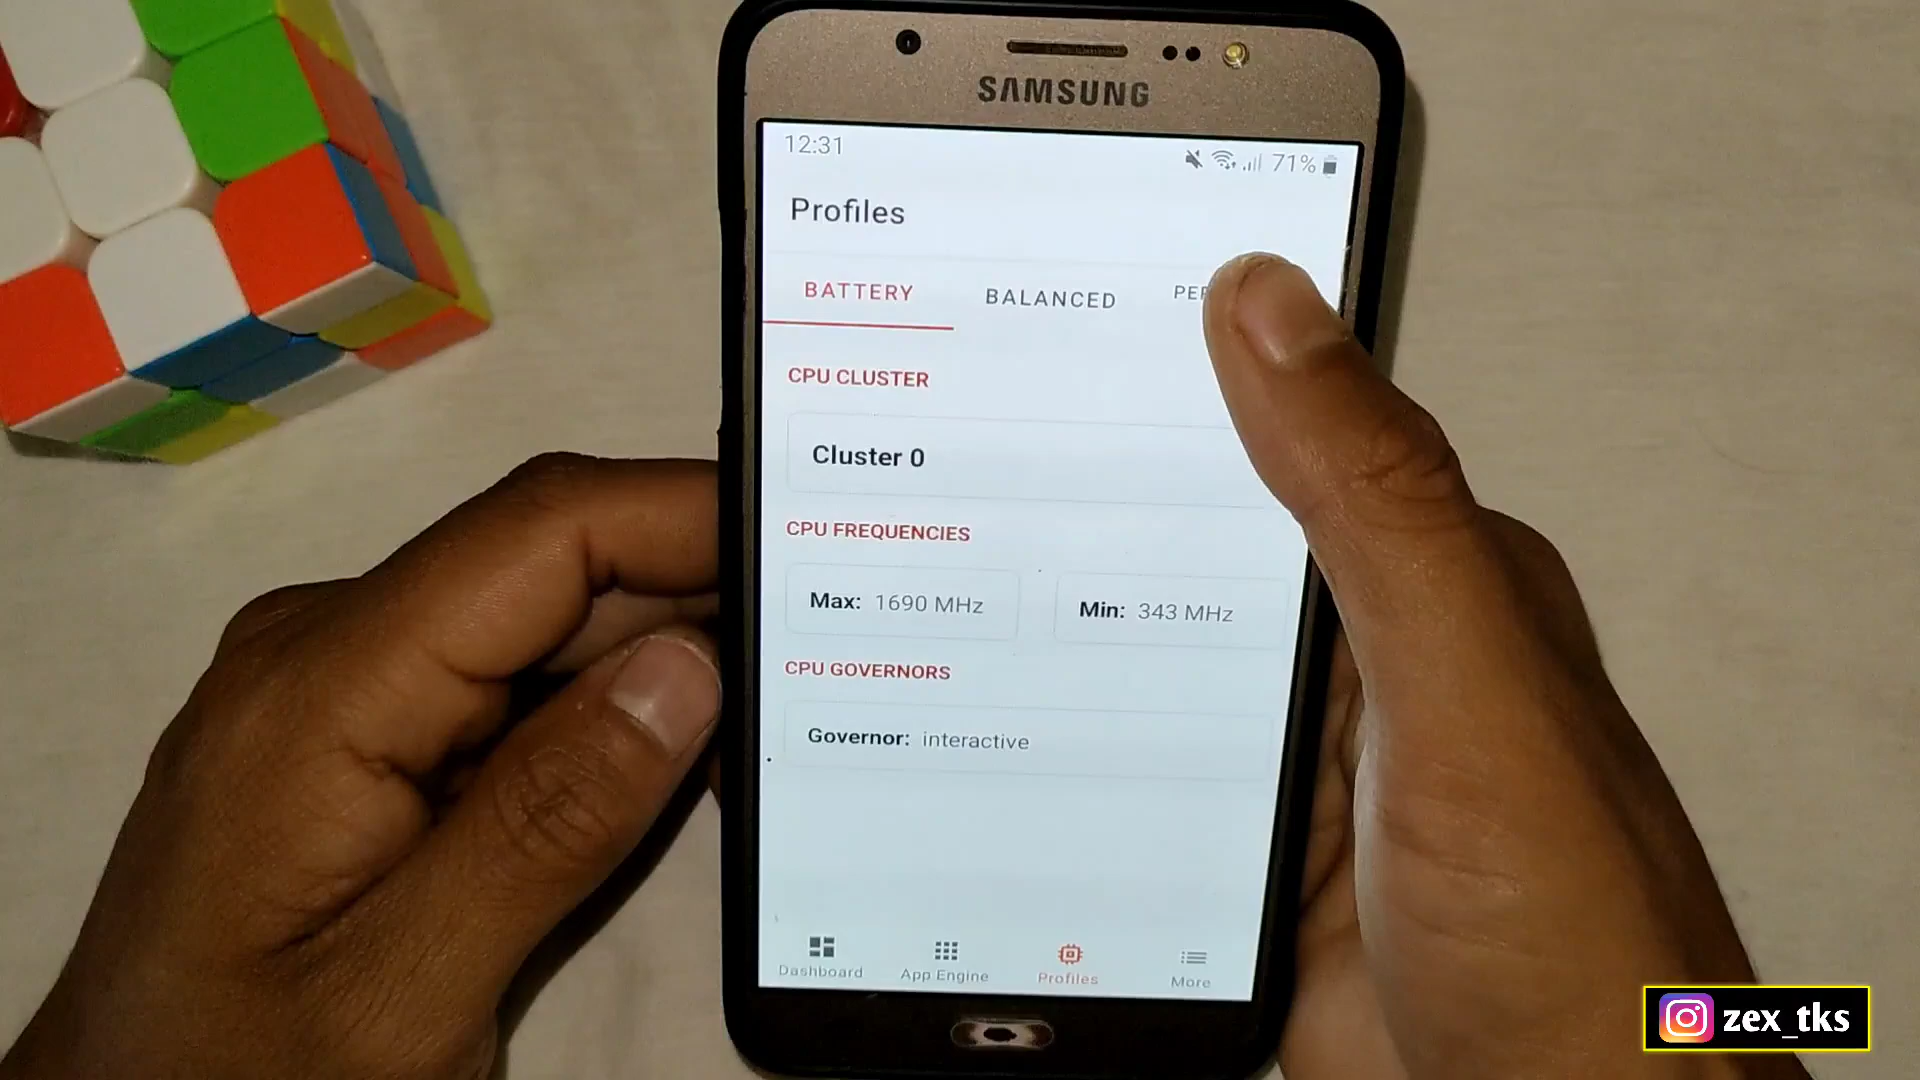 SAMSUNG
12:31
71%
Profiles
BATTERY BALANCED
CPU CLUSTER
Cluster 0
CPU FREQUENCIES
Max: 1690 MHz Min: 343 MHz
CPU GOVERNORS
Governor: interactive
Dashboard App Engine Profiles More
zex_tks